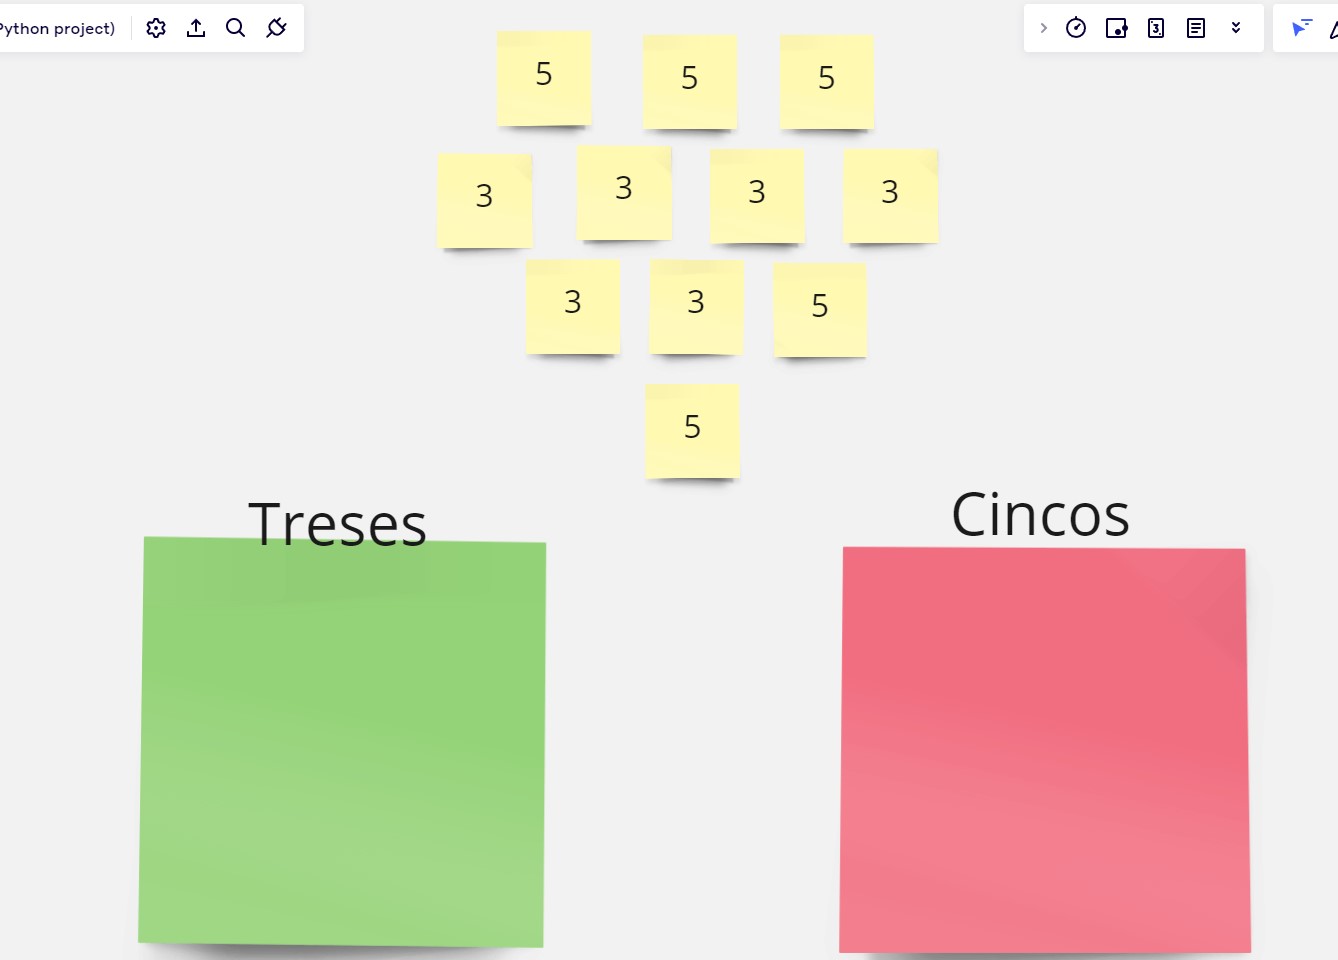 Python project)
5 5 5
3 3 3 3
3 3 5
5
Treses
Cincos